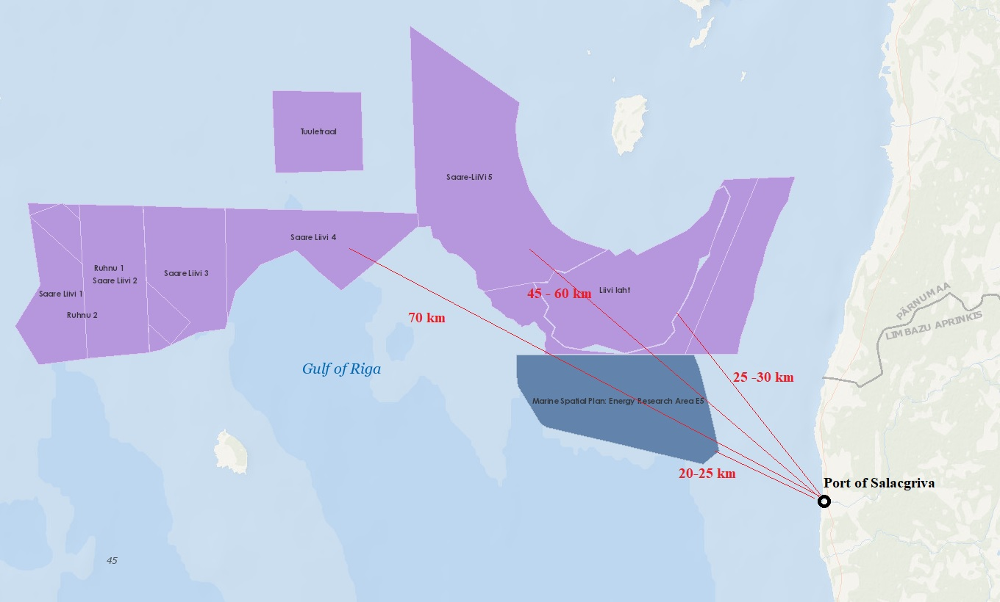 Tuuletraal
Saare-LiiVi 5
Saare Liivi 4
Ruhnu 1
Saare Liivi 2
Saare Liivi 3
Saare Liivi 1
Ruhnu 2
45 - 60 km
Liivi laht
70 km
PÄRNUMAA
LIMBAZU APRINKIS
Gulf of Riga
25 -30 km
Marine Spatial Plan: Energy Research Area E5
20-25 km
Port of Salacgriva
45